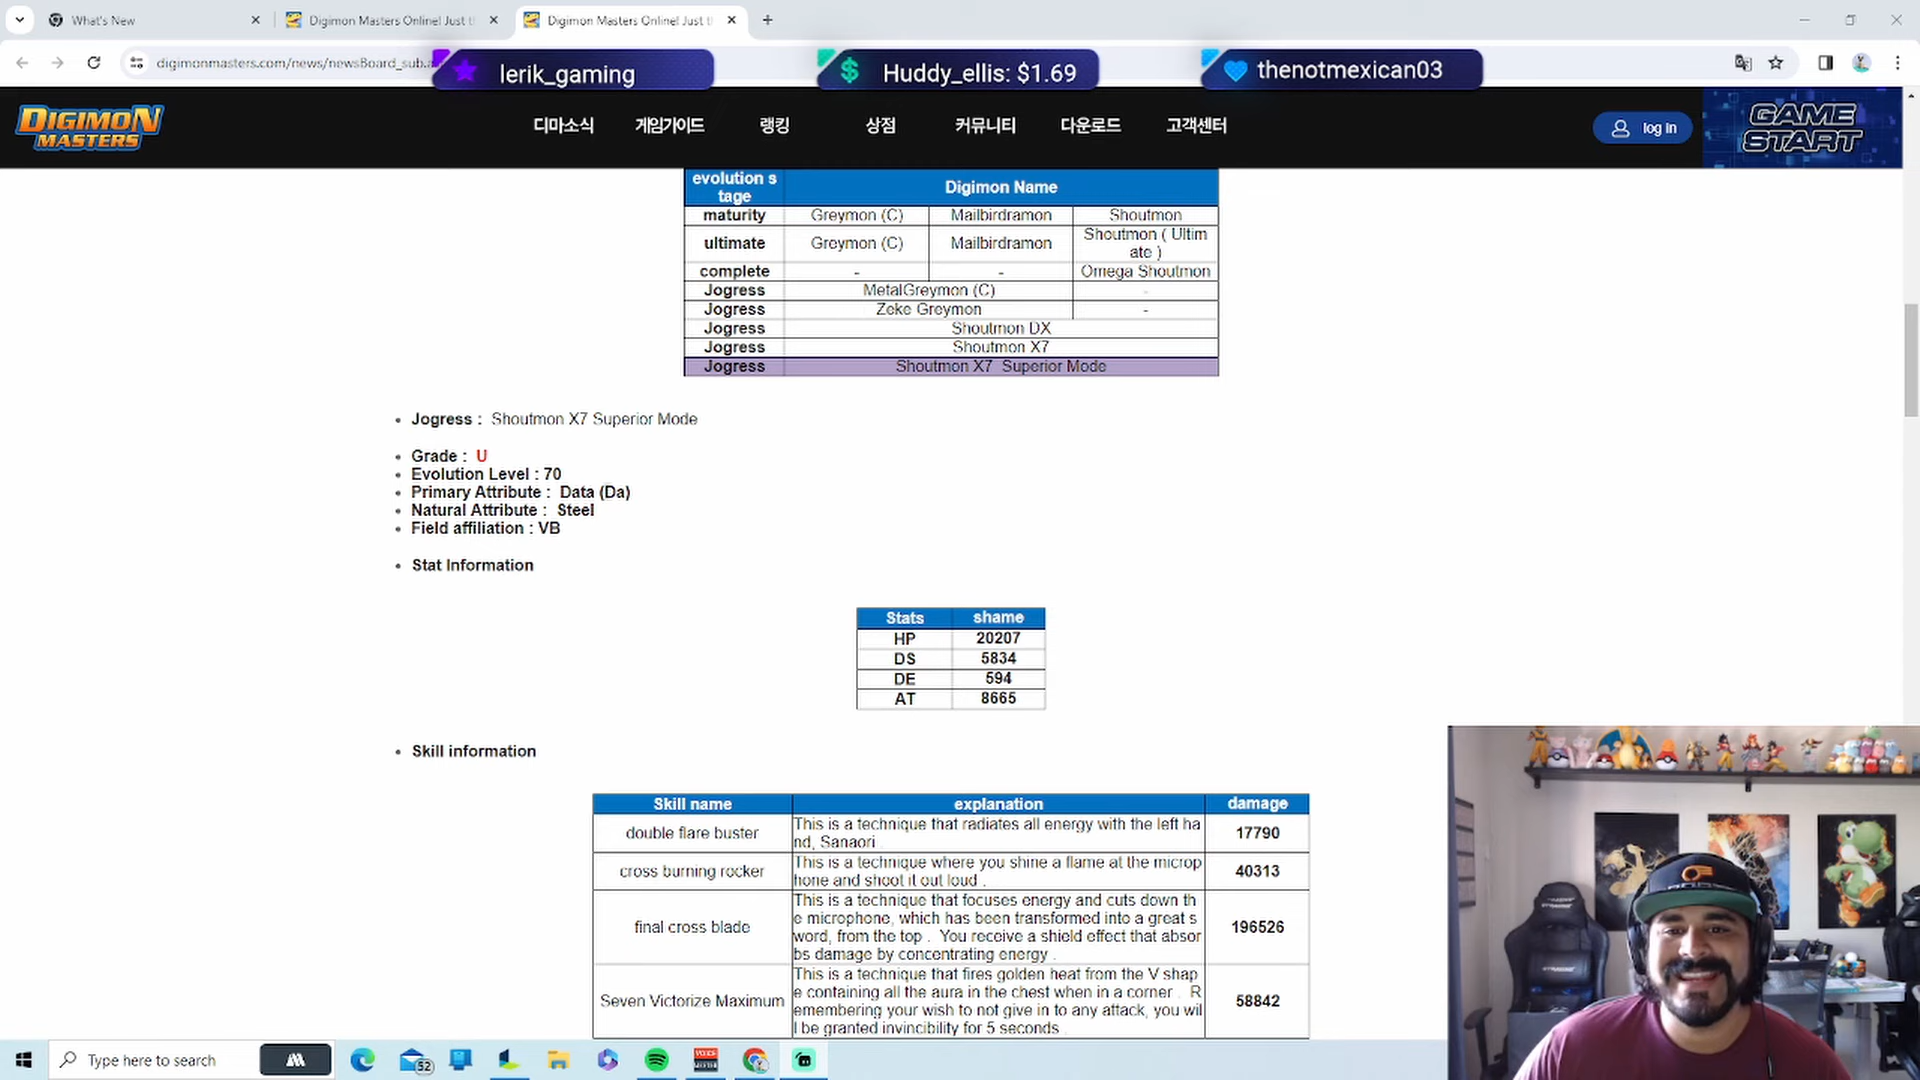 What's New
Digimon Masters Online! Just t
Digimon Masters Online! Just t
digimonmasters.com/news/newsBoard_sub.a
lerik_gaming
Huddy_ellis: $1.69
thenotmexican03
DIGIMON
MASTERS
디마소식 게임가이드 랭킹 상점 커뮤니티 다운로드 고객센터
log in
GAME
START
evolution s
tage
Digimon Name
maturity Greymon (C) Mailbirdramon Shoutmon
ultimate Greymon (C) Mailbirdramon Shoutmon ( Ultim
ate )
complete - - Omega Shoutmon
Jogress MetalGreymon (C) -
Jogress Zeke Greymon -
Jogress Shoutmon DX
Jogress Shoutmon X7
Jogress Shoutmon X7 Superior Mode
• Jogress : Shoutmon X7 Superior Mode
• Grade : U
• Evolution Level : 70
• Primary Attribute : Data (Da)
• Natural Attribute : Steel
• Field affiliation : VB
• Stat Information
Stats shame
HP 20207
DS 5834
DE 594
AT 8665
• Skill information
Skill name explanation damage
double flare buster
This is a technique that radiates all energy with the left ha
nd, Sanaori .
17790
cross burning rocker
This is a technique where you shine a flame at the microp
hone and shoot it out loud .
40313
final cross blade
This is a technique that focuses energy and cuts down th
e microphone, which has been transformed into a great s
word, from the top . You receive a shield effect that absor
bs damage by concentrating energy .
196526
Seven Victorize Maximum
This is a technique that fires golden heat from the V shap
e containing all the aura in the chest when in a corner . R
emembering your wish to not give in to any attack, you wil
l be granted invincibility for 5 seconds .
58842
Type here to search
52